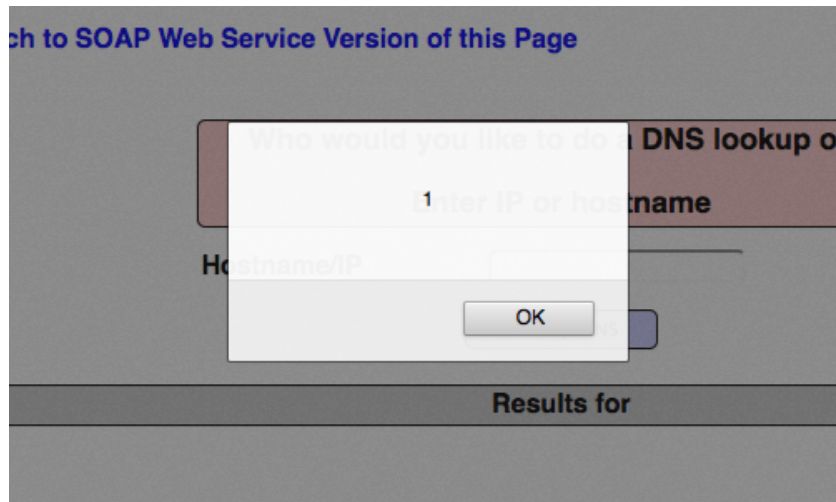 ch to SOAP Web Service Version of this Page
Who would you like to do a DNS lookup o
Enter IP or hostname
1
Hostname/IP
OK
Results for